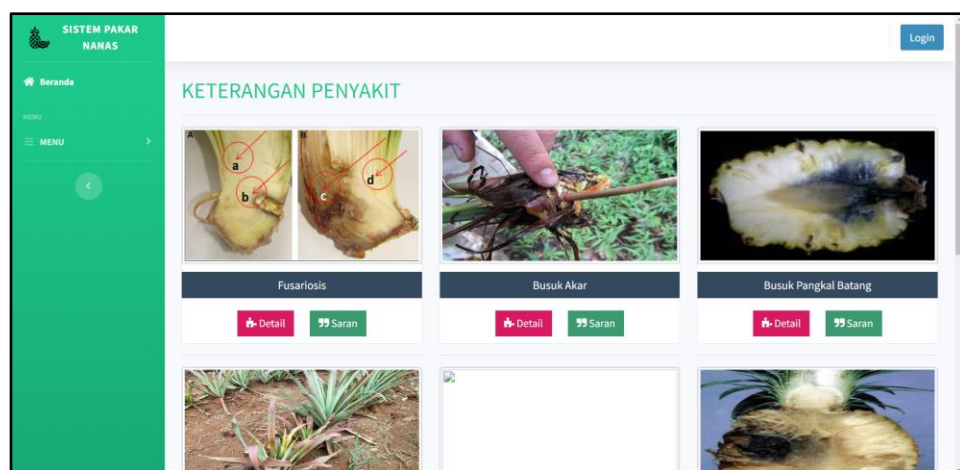 SISTEM PAKAR
NANAS
Login
Beranda
MENU
MENU
KETERANGAN PENYAKIT
A
B
a
b
c
d
Fusariosis
Busuk Akar
Busuk Pangkal Batang
Detail
Saran
Detail
Saran
Detail
Saran